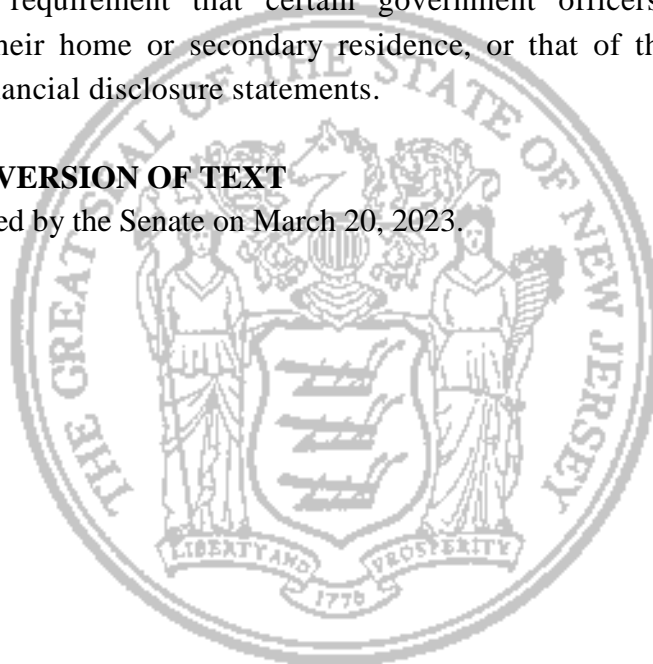 requirement that certain government officers
heir home or secondary residence, or that of th
nancial disclosure statements.
VERSION OF TEXT
ed by the Senate on March 20, 2023.
THE GREAT SEAL OF THE STATE OF NEW JERSEY
LIBERTY AND PROSPERITY
1776